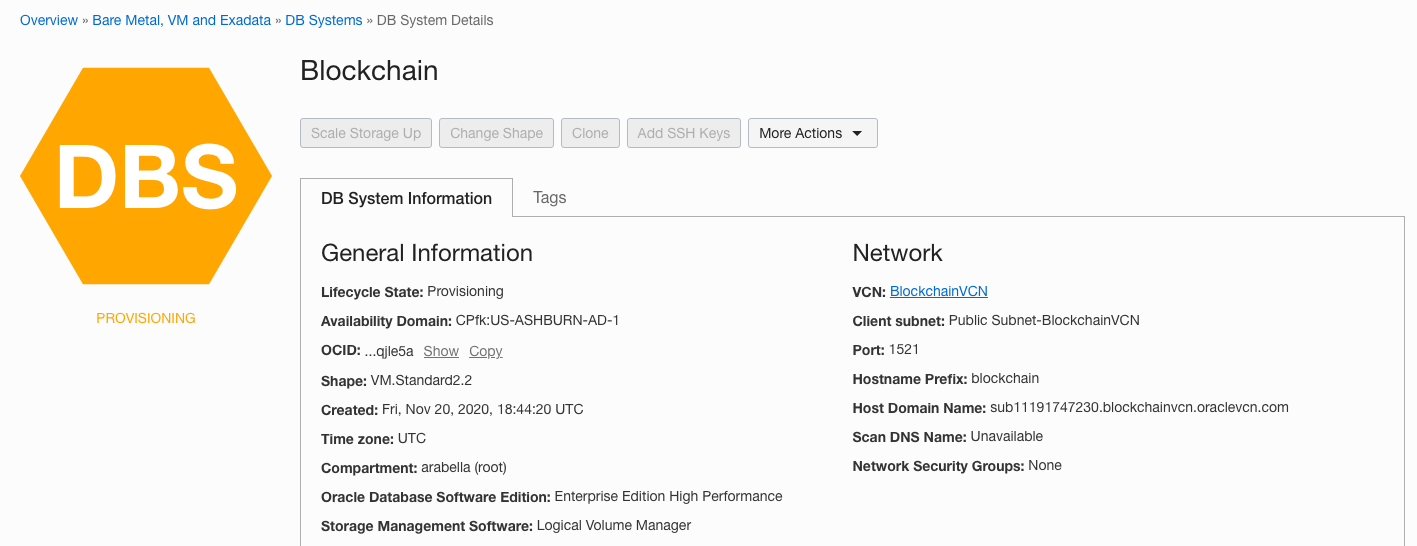 Overview » Bare Metal, VM and Exadata » DB Systems » DB System Details
DBS
PROVISIONING
Blockchain
Scale Storage Up Change Shape Clone Add SSH Keys More Actions
DB System Information Tags
General Information
Lifecycle State: Provisioning
Availability Domain: CPfk:US-ASHBURN-AD-1
OCID: ...qjle5a Show Copy
Shape: VM.Standard2.2
Created: Fri, Nov 20, 2020, 18:44:20 UTC
Time zone: UTC
Compartment: arabella (root)
Oracle Database Software Edition: Enterprise Edition High Performance
Storage Management Software: Logical Volume Manager
Network
VCN: BlockchainVCN
Client subnet: Public Subnet-BlockchainVCN
Port: 1521
Hostname Prefix: blockchain
Host Domain Name: sub11191747230.blockchainvcn.oraclevcn.com
Scan DNS Name: Unavailable
Network Security Groups: None